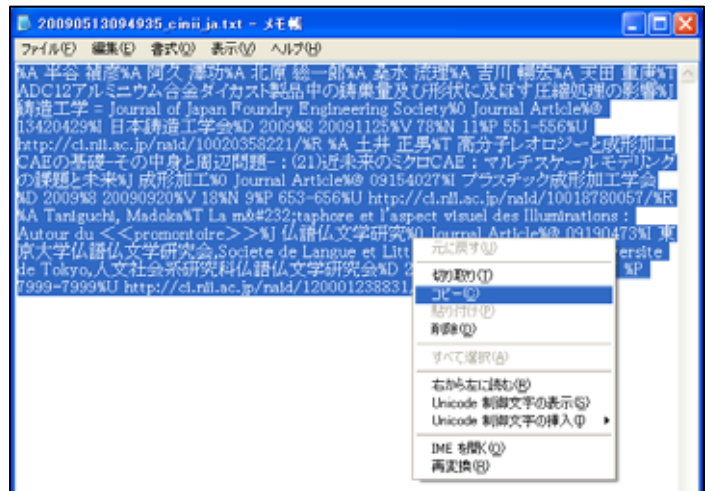 20090513094935_cinii_ja.txt - メモ帳
ファイル(F) 編集(E) 書式(O) 表示(V) ヘルプ(H)
%A 半谷 禎彦%A 阿久 澤功%A 北原 総一郎%A 桑水 流理%A 吉川 暢宏%A 天田 重庚%T
ADC12アルミニウム合金ダイカスト製品中の鋳巣量及び形状に及ぼす圧縮処理の影響%J
鋳造工学 = Journal of Japan Foundry Engineering Society%0 Journal Article%@
13420429%I 日本鋳造工学会%D 2009%8 20091125%V 78%N 11%P 551-556%U
http://ci.nii.ac.jp/naid/10020358221/%R %A 土井 正男%T 高分子レオロジーと成形加工
CAEの基礎-その中身と周辺問題- : (21)近未来のミクロCAE : マルチスケールモデリング
の課題と未来%J 成形加工%0 Journal Article%@ 09154027%I プラスチック成形加工学会
%D 2009%8 20090920%V 18%N 9%P 653-656%U http://ci.nii.ac.jp/naid/10018780057/%R
%A Taniguchi, Madoka%T La m&#232;taphore et l'aspect visuel des Illuminations :
Autour du <<promontoire>>%J 仏語仏文学研究%0 Journal Article%@ 09190473%I 東
京大学仏語仏文学研究会,Societe de Langue et Litt ersite
de Tokyo,人文社会系研究科仏語仏文学研究会%D 2 %P
7999-7999%U http://ci.nii.ac.jp/naid/120001238831/
元に戻す(U)
切り取り(T)
コピー(C)
貼り付け(P)
削除(D)
すべて選択(A)
右から左に読む(R)
Unicode 制御文字の表示(S)
Unicode 制御文字の挿入(I)
IME を開く(O)
再変換(R)